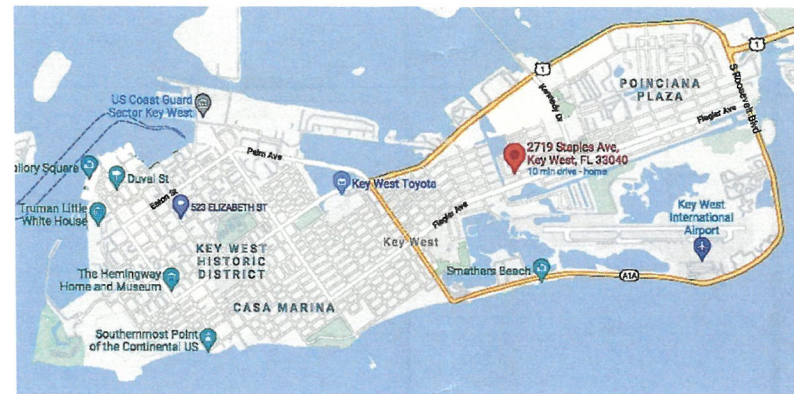 1
1
POINCIANA
PLAZA
S Roosevelt Blvd
Kennedy Dr
Flagler Ave
US Coast Guard
Sector Key West
Palm Ave
2719 Staples Ave,
Key West, FL 33040
10 min drive - home
allory Square
Duval St
Key West Toyota
Eaton St
523 ELIZABETH ST
Truman Little
White House
Flagler Ave
Key West
International
Airport
Key West
KEY WEST
HISTORIC
DISTRICT
Smathers Beach
A1A
The Hemingway
Home and Museum
CASA MARINA
Southernmost Point
of the Continental US